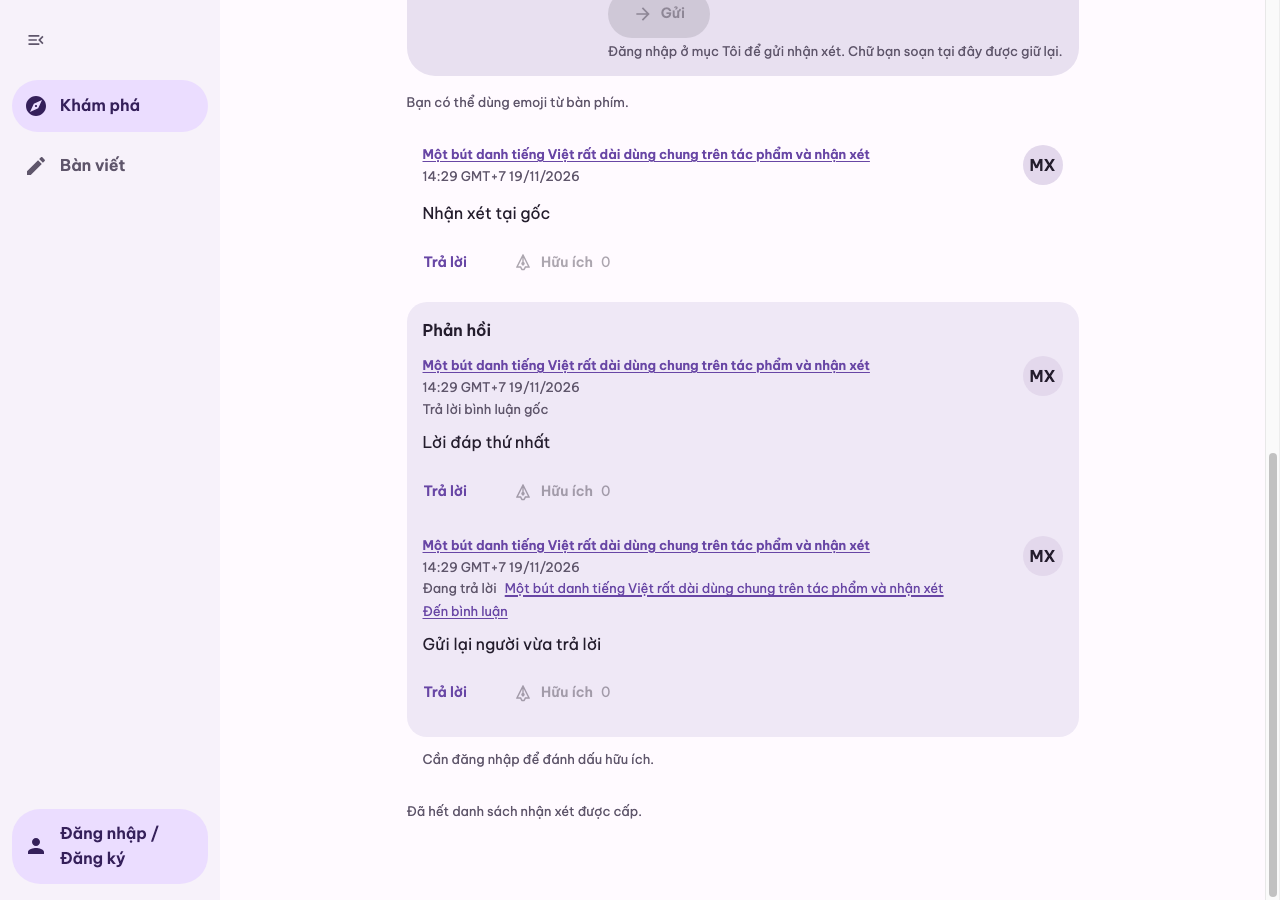 Khám phá
Bàn viết
Đăng nhập /
Đăng ký
Gửi
Đăng nhập ở mục Tôi để gửi nhận xét. Chữ bạn soạn tại đây được giữ lại.
Bạn có thể dùng emoji từ bàn phím.
Một bút danh tiếng Việt rất dài dùng chung trên tác phẩm và nhận xét
MX
14:29 GMT+7 19/11/2026
Nhận xét tại gốc
Trả lời Hữu ích 0
Phản hồi
Một bút danh tiếng Việt rất dài dùng chung trên tác phẩm và nhận xét
MX
14:29 GMT+7 19/11/2026
Trả lời bình luận gốc
Lời đáp thứ nhất
Trả lời Hữu ích 0
Một bút danh tiếng Việt rất dài dùng chung trên tác phẩm và nhận xét
MX
14:29 GMT+7 19/11/2026
Đang trả lời Một bút danh tiếng Việt rất dài dùng chung trên tác phẩm và nhận xét
Đến bình luận
Gửi lại người vừa trả lời
Trả lời Hữu ích 0
Cần đăng nhập để đánh dấu hữu ích.
Đã hết danh sách nhận xét được cấp.